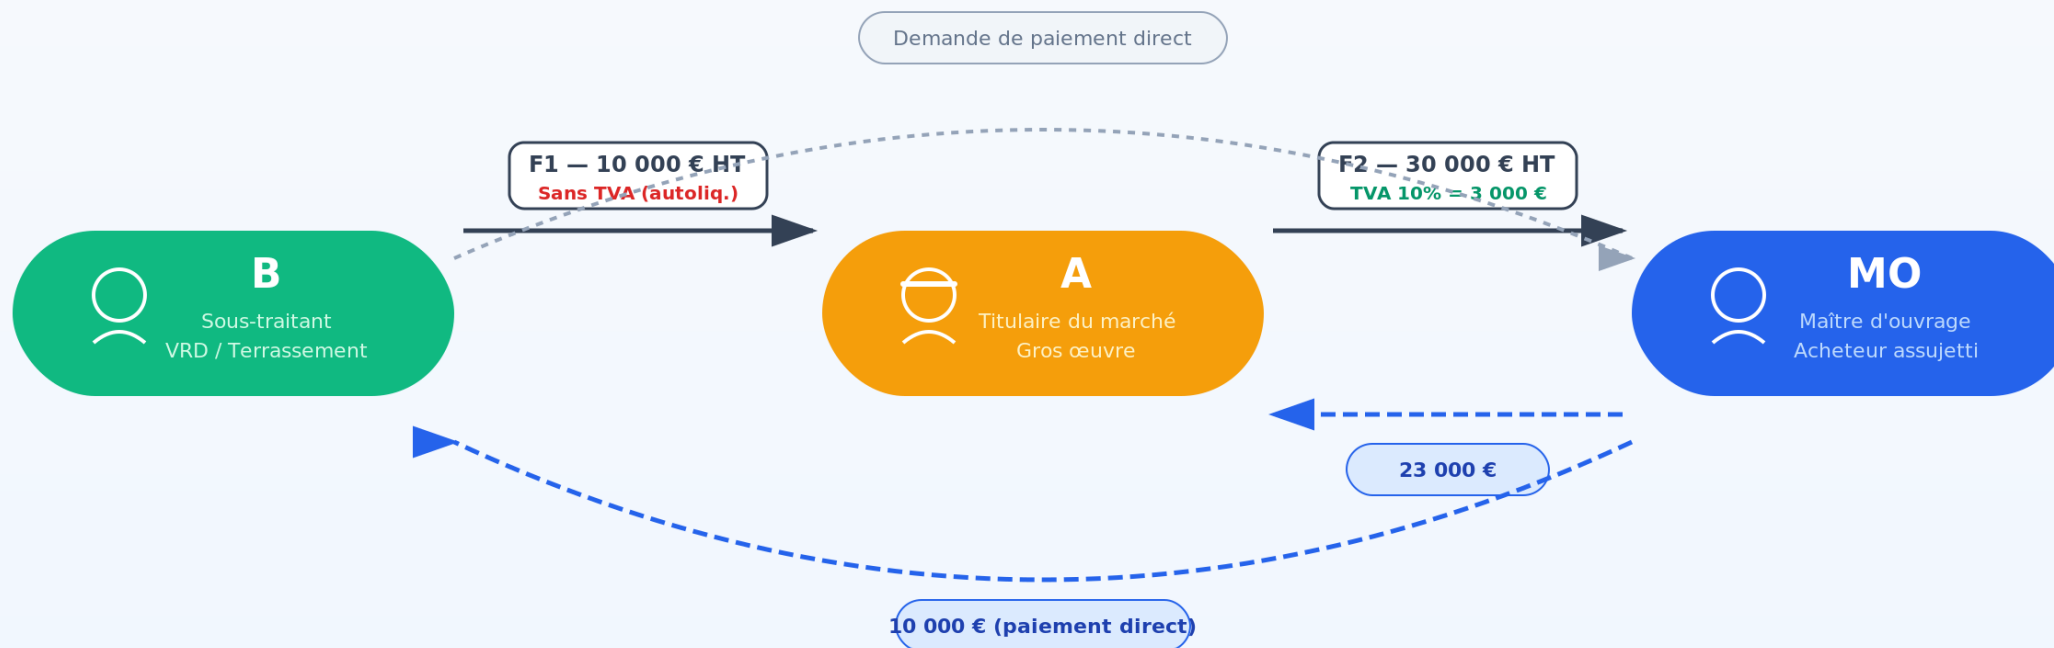 Demande de paiement direct
F1 — 10 000 € HT
Sans TVA (autoliq.)
F2 — 30 000 € HT
TVA 10% = 3 000 €
B
Sous-traitant
VRD / Terrassement
A
Titulaire du marché
Gros œuvre
MO
Maître d'ouvrage
Acheteur assujetti
23 000 €
10 000 € (paiement direct)